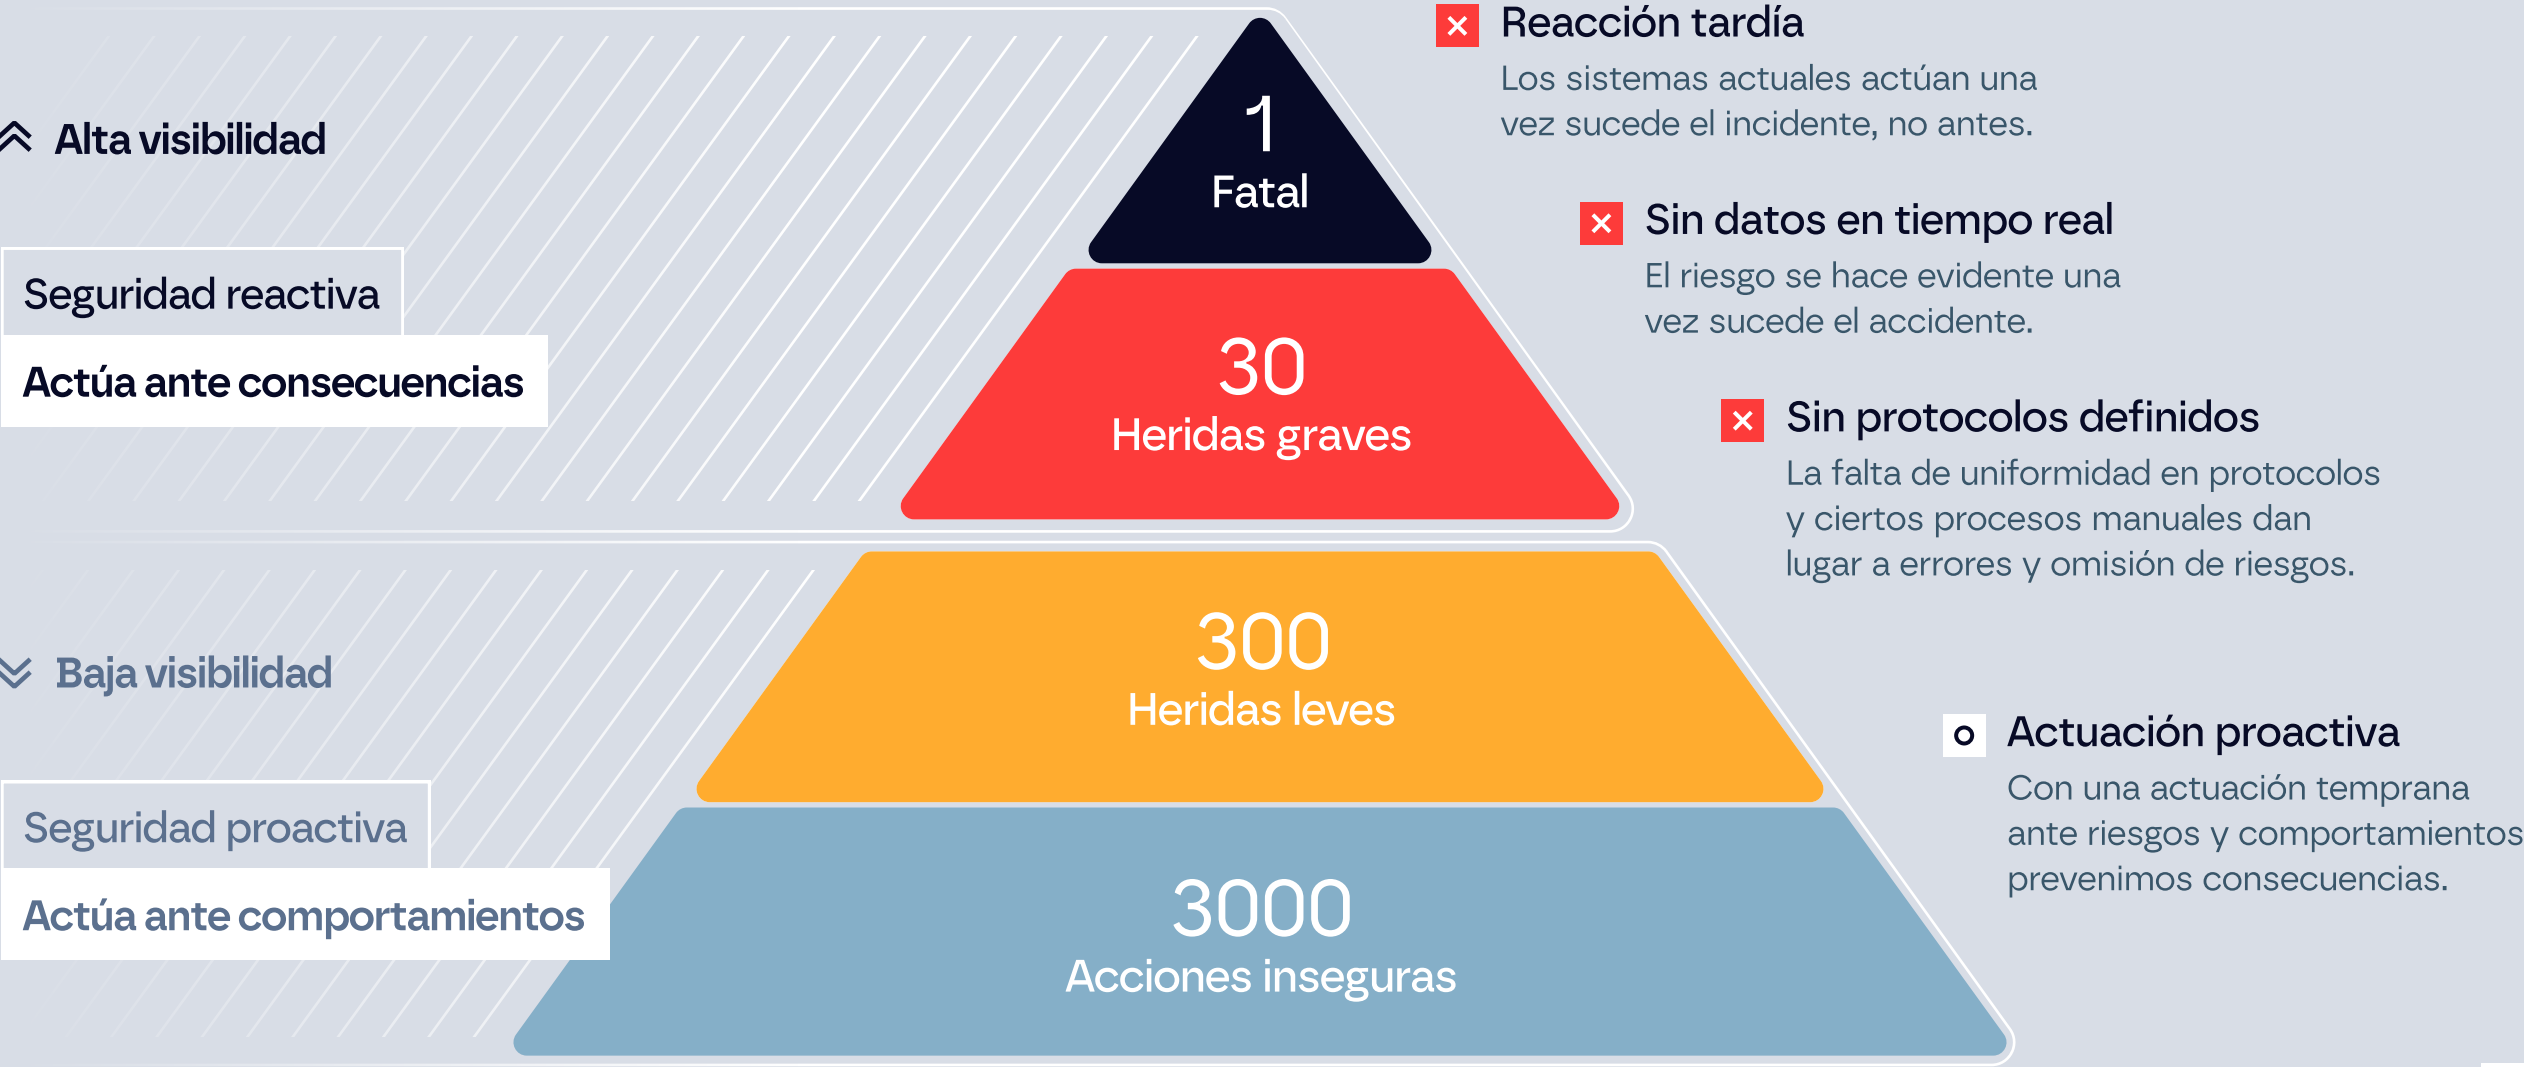 Alta visibilidad
Seguridad reactiva
Actúa ante consecuencias
1
Fatal
30
Heridas graves
Reacción tardía
Los sistemas actuales actúan una
vez sucede el incidente, no antes.
Sin datos en tiempo real
El riesgo se hace evidente una
vez sucede el accidente.
Sin protocolos definidos
La falta de uniformidad en protocolos
y ciertos procesos manuales dan
lugar a errores y omisión de riesgos.
Baja visibilidad
Seguridad proactiva
Actúa ante comportamientos
300
Heridas leves
3000
Acciones inseguras
Actuación proactiva
Con una actuación temprana
ante riesgos y comportamientos
prevenimos consecuencias.